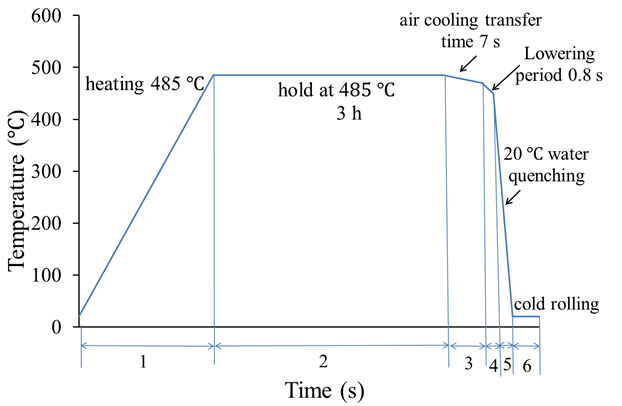 600
500
400
300
200
100
0
Temperature (℃)
heating 485 ℃
hold at 485 ℃
3 h
air cooling transfer
time 7 s
Lowering
period 0.8 s
20 ℃ water
quenching
cold rolling
1
2
3
4
5
6
Time (s)